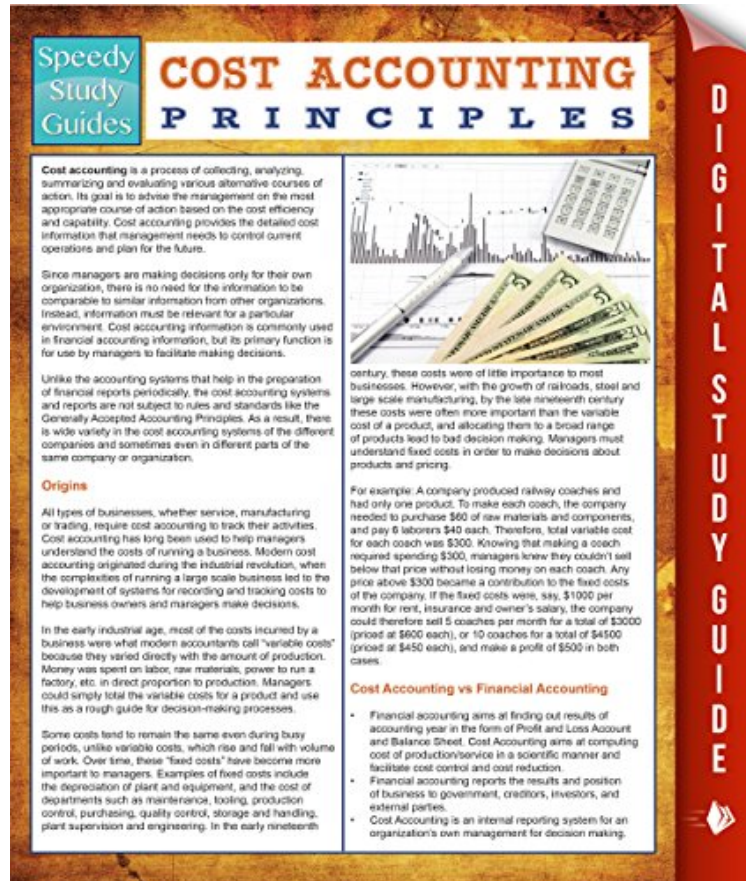 Speedy
Study
Guides
COST ACCOUNTING
PRINCIPLES
Cost accounting is a process of collecting, analyzing,
summarizing and evaluating various alternative courses of
action. Its goal is to advise the management on the most
appropriate course of action based on the cost efficiency
and capability. Cost accounting provides the detailed cost
information that management needs to control current
operations and plan for the future.
Since managers are making decisions only for their own
organization, there is no need for the information to be
comparable to similar information from other organizations.
Instead, information must be relevant for a particular
environment. Cost accounting information is commonly used
in financial accounting information, but its primary function is
for use by managers to facilitate making decisions.
Unlike the accounting systems that help in the preparation
of financial reports periodically, the cost accounting systems
and reports are not subject to rules and standards like the
Generally Accepted Accounting Principles. As a result, there
is wide variety in the cost accounting systems of the different
companies and sometimes even in different parts of the
same company or organization.
Origins
All types of businesses, whether service, manufacturing
or trading, require cost accounting to track their activities.
Cost accounting has long been used to help managers
understand the costs of running a business. Modern cost
accounting originated during the industrial revolution, when
the complexities of running a large scale business led to the
development of systems for recording and tracking costs to
help business owners and managers make decisions.
In the early industrial age, most of the costs incurred by a
business were what modern accountants call "variable costs"
because they varied directly with the amount of production.
Money was spent on labor, raw materials, power to run a
factory, etc. in direct proportion to production. Managers
could simply total the variable costs for a product and use
this as a rough guide for decision-making processes.
Some costs tend to remain the same even during busy
periods, unlike variable costs, which rise and fall with volume
of work. Over time, these "fixed costs" have become more
important to managers. Examples of fixed costs include
the depreciation of plant and equipment, and the cost of
departments such as maintenance, tooling, production
control, purchasing, quality control, storage and handling,
plant supervision and engineering. In the early nineteenth
century, these costs were of little importance to most
businesses. However, with the growth of railroads, steel and
large scale manufacturing, by the late nineteenth century
these costs were often more important than the variable
cost of a product, and allocating them to a broad range
of products lead to bad decision making. Managers must
understand fixed costs in order to make decisions about
products and pricing.
For example: A company produced railway coaches and
had only one product. To make each coach, the company
needed to purchase $60 of raw materials and components,
and pay 6 laborers $40 each. Therefore, total variable cost
for each coach was $300. Knowing that making a coach
required spending $300, managers knew they couldn't sell
below that price without losing money on each coach. Any
price above $300 became a contribution to the fixed costs
of the company. If the fixed costs were, say, $1000 per
month for rent, insurance and owner's salary, the company
could therefore sell 5 coaches per month for a total of $3000
(priced at $600 each), or 10 coaches for a total of $4500
(priced at $450 each), and make a profit of $500 in both
cases.
Cost Accounting vs Financial Accounting
• Financial accounting aims at finding out results of
accounting year in the form of Profit and Loss Account
and Balance Sheet. Cost Accounting aims at computing
cost of production/service in a scientific manner and
facilitate cost control and cost reduction.
• Financial accounting reports the results and position
of business to government, creditors, investors, and
external parties.
• Cost Accounting is an internal reporting system for an
organization's own management for decision making.
DIGITAL STUDY GUIDE